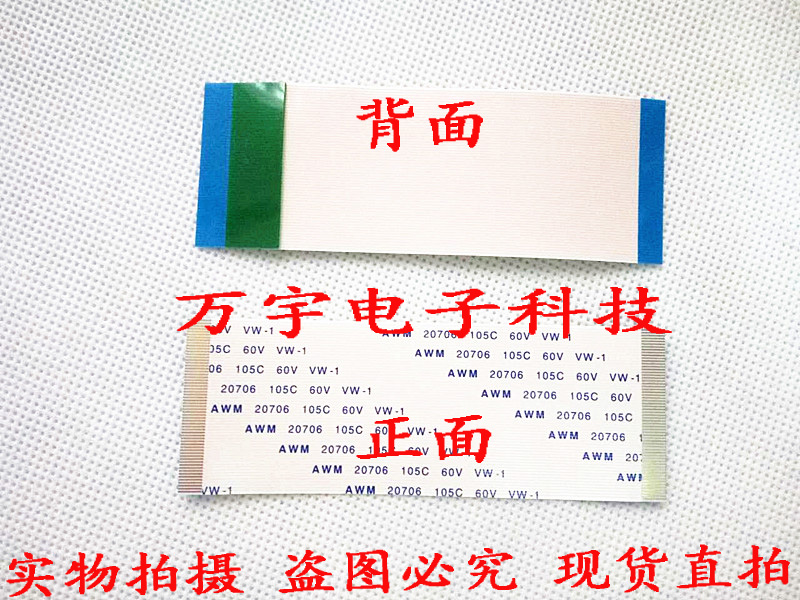 背面
万宇电子科技
V VW-1 AWM 20706 105C 60V
05C 60V VW-1 AWM 20706 105C 60V VW-1
06 105C 60V VW-1 AWM 20706 105C 60V VW-1
20706 105C 60V VW-1 AWM 20706 105C 60V
AWM 20706 105C 60V VW-1 AWM 20706 105C
AWM 20706 105C 60V VW-1 AWM 20706
AWM 20706 105C 60V VW-1 AWM 20
AWM 20706 105C 60V VW-1 AW
VW-1 AWM 20706 105C 60V VW-1
正面
实物拍摄 盗图必究 现货直拍